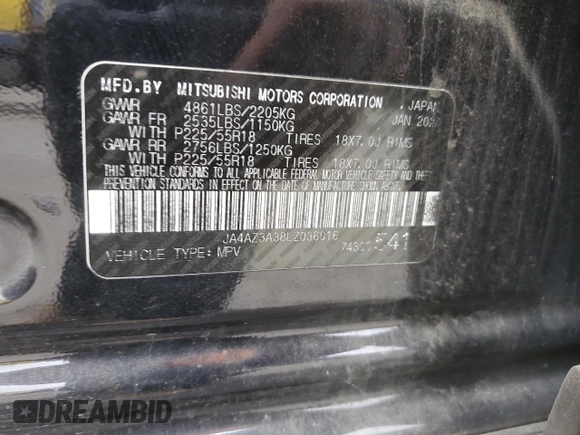 MFD.BY MITSUBISHI MOTORS CORPORATION , JAPAN
GVWR 4861LBS/2205KG JAN
GAWR FR 2535LBS/1150KG
WITH P225/55R18 TIRES 18X7.0J RIMS
GAWR RR 2756LBS/1250KG
WITH P225/55R18 TIRES 18X7.0J RIMS
THIS VEHICLE CONFORMS TO ALL APPLICABLE FEDERAL MOTOR VEHICLE SAFETY, BUMPER, AND THEFT
PREVENTION STANDARDS IN EFFECT ON THE DATE OF MANUFACTURE SHOWN ABOVE.
JA4AZ3A38LZ036016
VEHICLE TYPE: MPV 541
DREAMBID